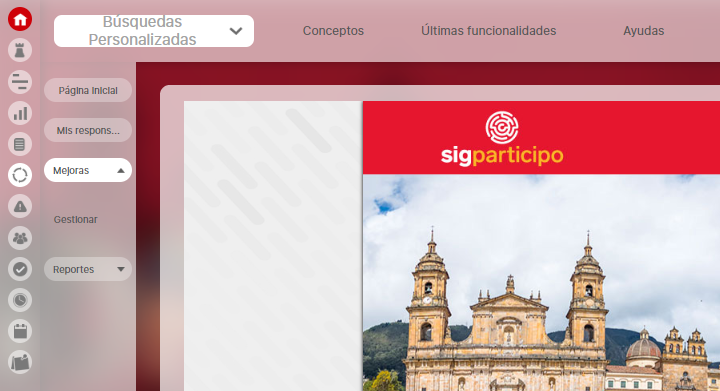 Búsquedas
Personalizadas
Conceptos
Últimas funcionalidades
Ayudas
Página Inicial
Mis respons...
Mejoras
Gestionar
Reportes
sigparticipo